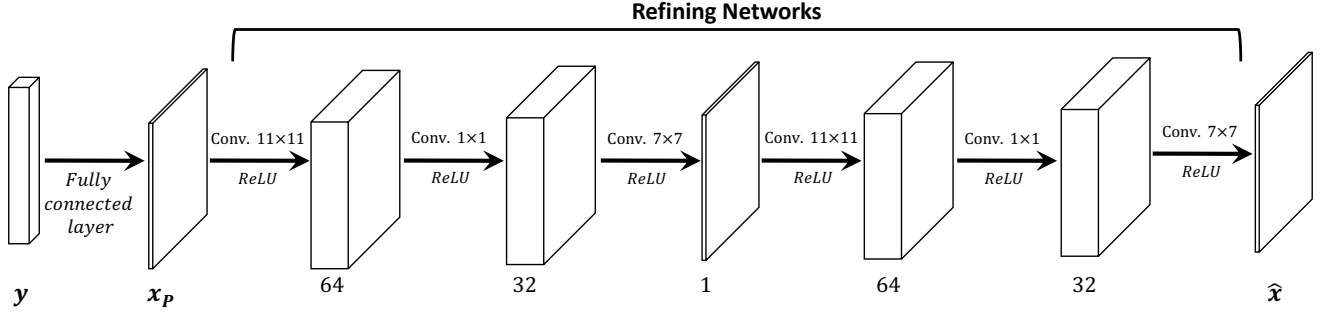 Refining Networks
Conv. 11×11
ReLU
Conv. 1×1
ReLU
Conv. 7×7
ReLU
Conv. 11×11
ReLU
Conv. 1×1
ReLU
Conv. 7×7
ReLU
Fully
connected
layer
y
x_P
64
32
1
64
32
x̂